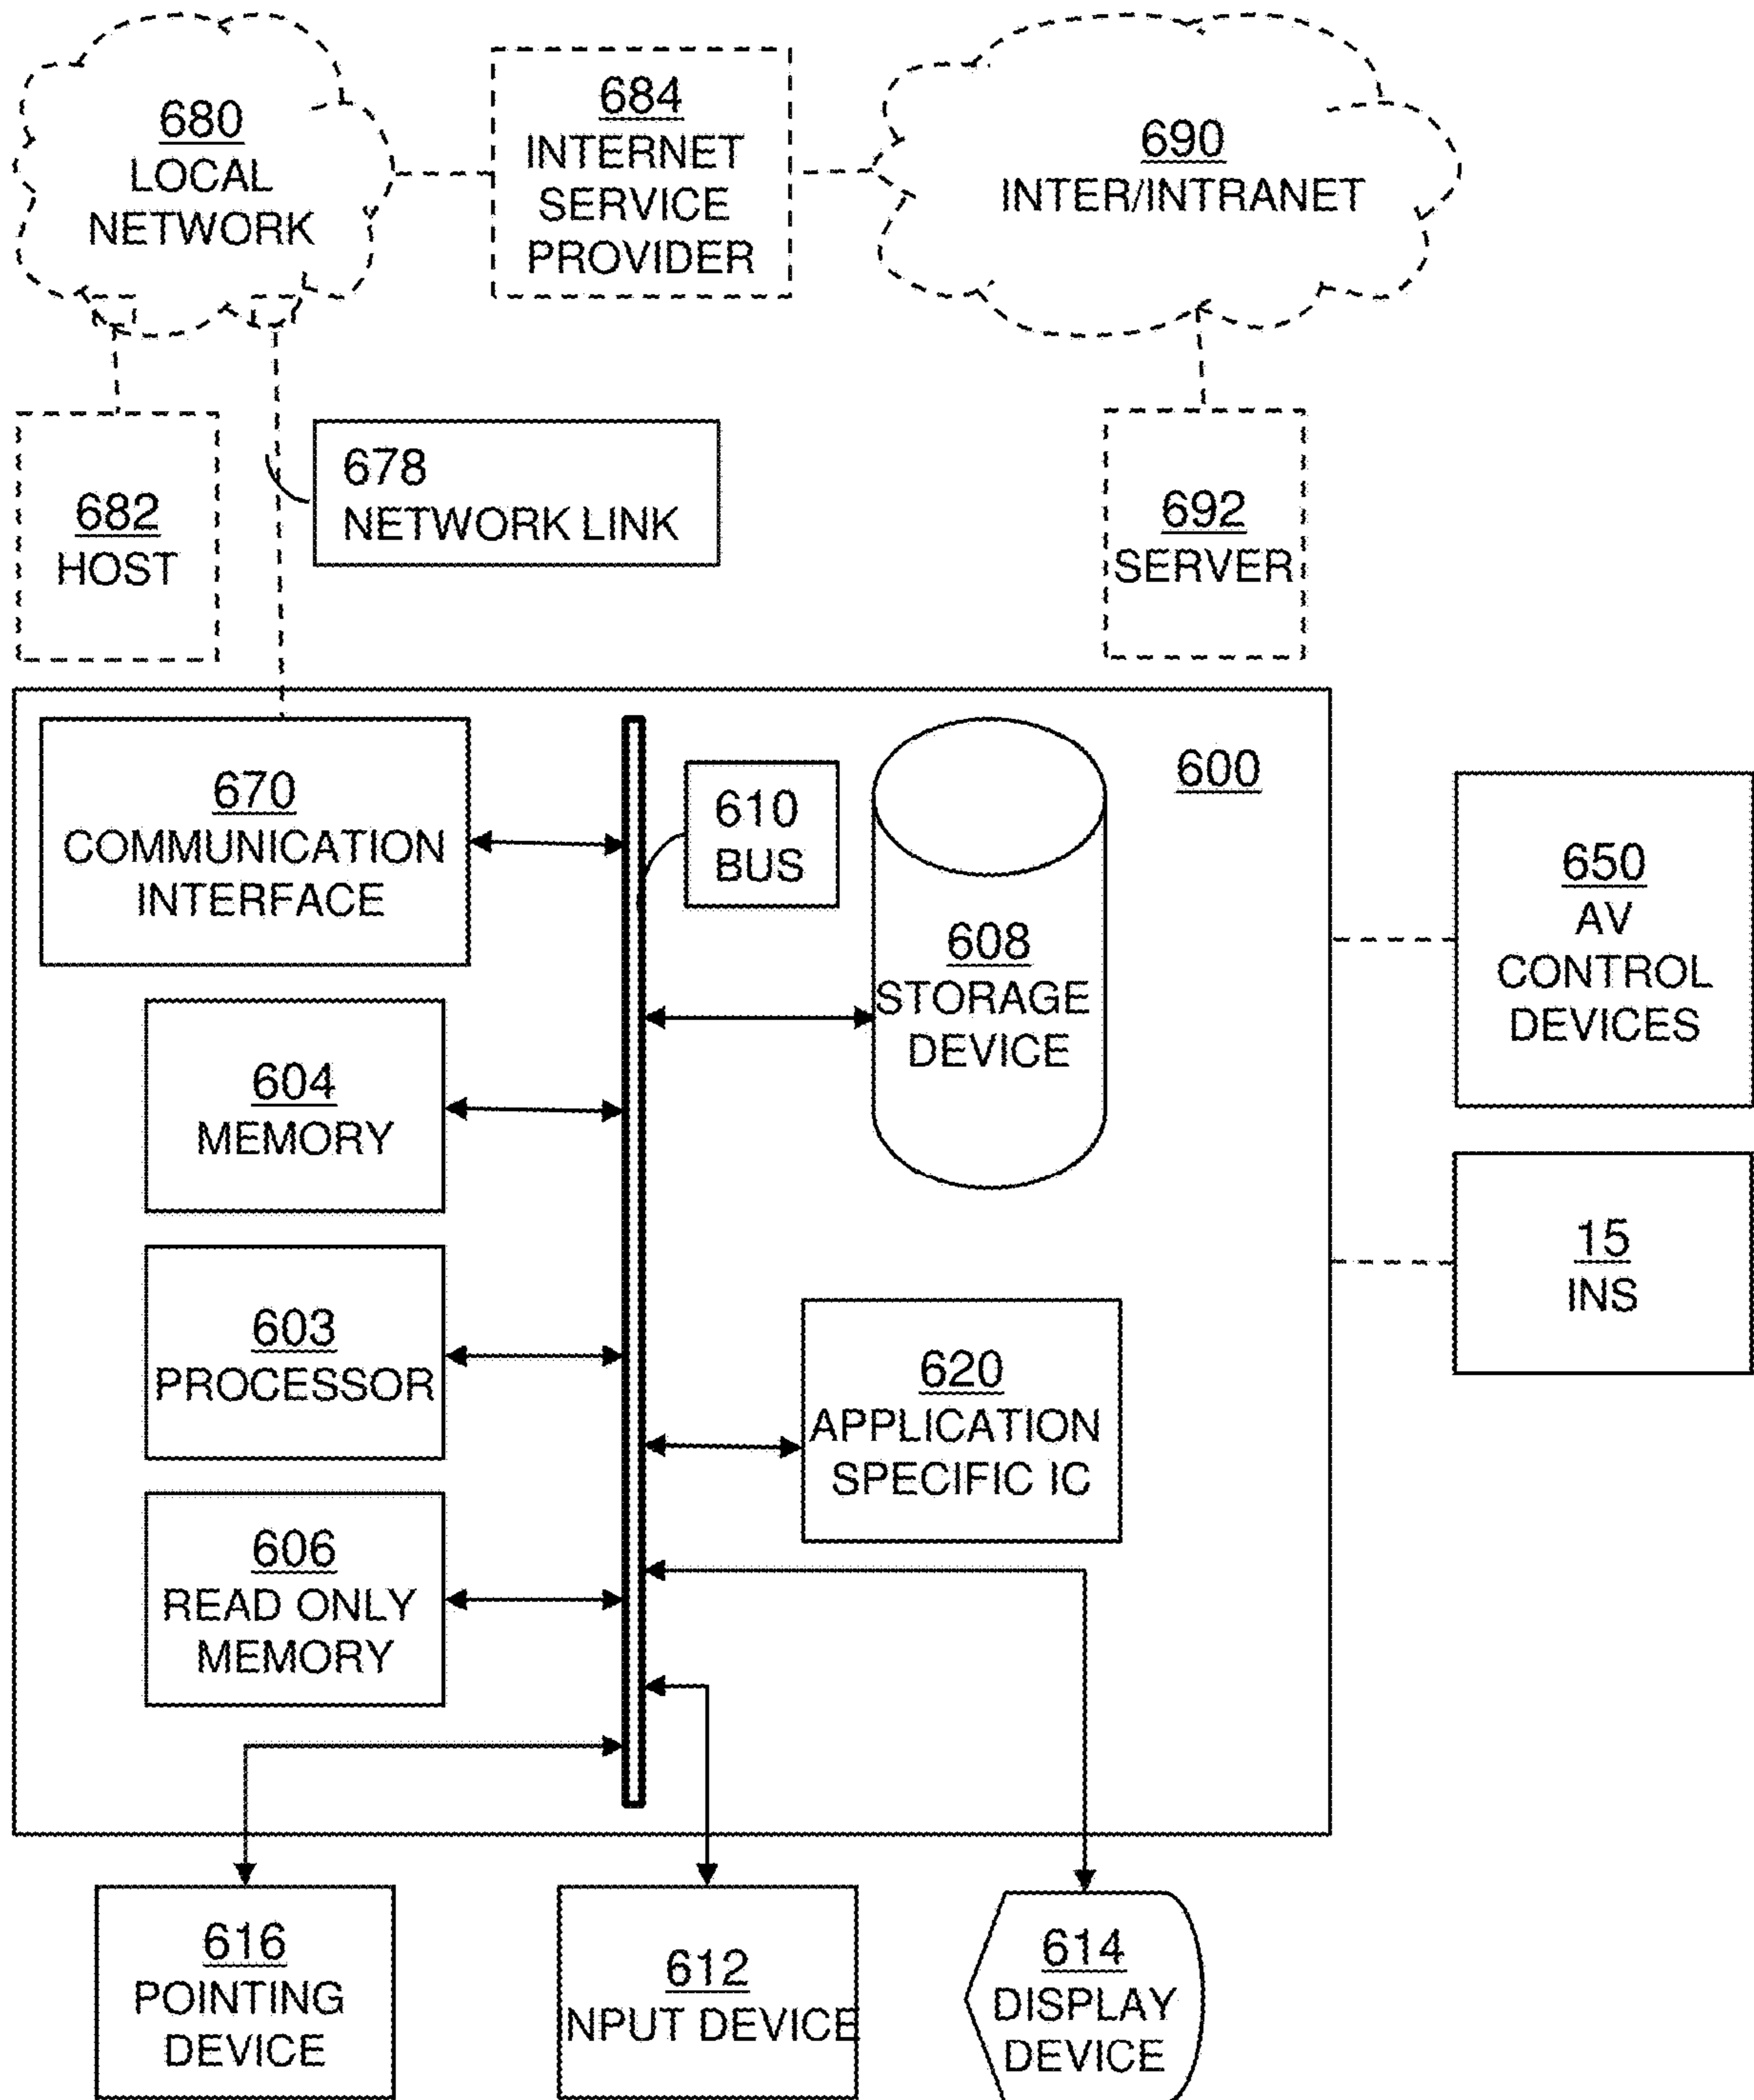 680
LOCAL
NETWORK
684
INTERNET
SERVICE
PROVIDER
690
INTER/INTRANET
682
HOST
678
NETWORK LINK
692
SERVER
600
670
COMMUNICATION
INTERFACE
610
BUS
608
STORAGE
DEVICE
650
AV
CONTROL
DEVICES
604
MEMORY
15
INS
603
PROCESSOR
620
APPLICATION
SPECIFIC IC
606
READ ONLY
MEMORY
616
POINTING
DEVICE
612
NPUT DEVICE
614
DISPLAY
DEVICE